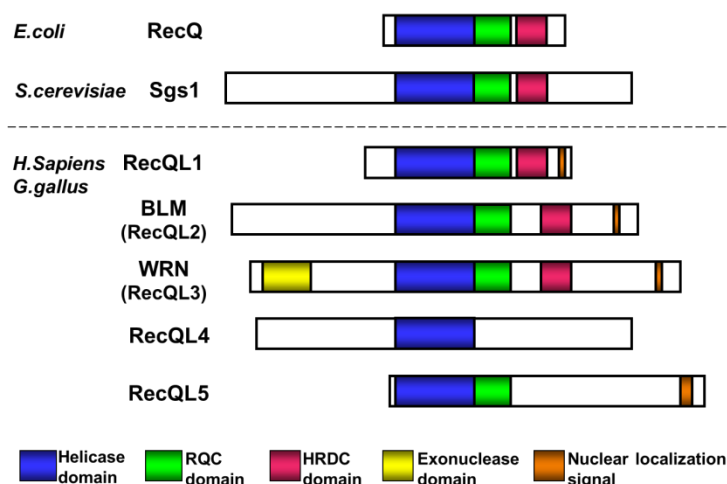 E.coli RecQ
S.cerevisiae Sgs1
H.Sapiens RecQL1
G.gallus
BLM
(RecQL2)
WRN
(RecQL3)
RecQL4
RecQL5
Helicase domain
RQC domain
HRDC domain
Exonuclease domain
Nuclear localization signal